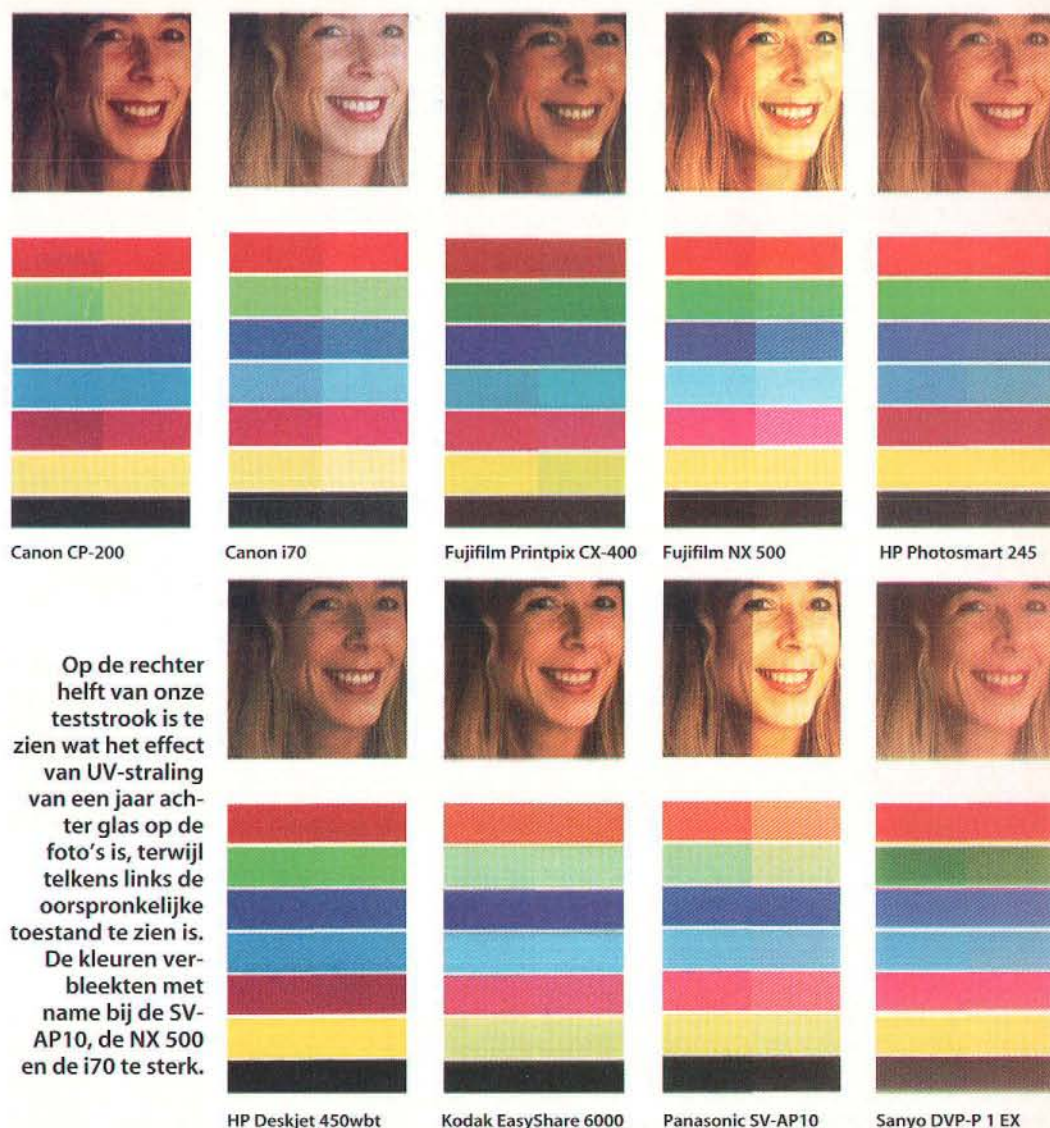 Canon CP-200
Canon i70
Fujifilm Printpix CX-400
Fujifilm NX 500
HP Photosmart 245
Op de rechter
helft van onze
teststrook is te
zien wat het effect
van UV-straling
van een jaar ach-
ter glas op de
foto's is, terwijl
telkens links de
oorspronkelijke
toestand te zien is.
De kleuren ver-
bleekten met
name bij de SV-
AP10, de NX 500
en de i70 te sterk.
HP Deskjet 450wbt
Kodak EasyShare 6000
Panasonic SV-AP10
Sanyo DVP-P 1 EX